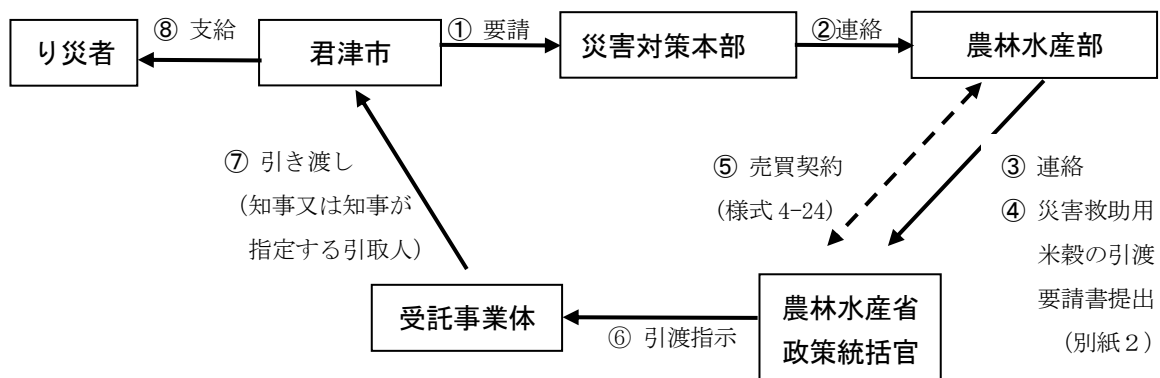 ⑧ 支給
① 要請
②連絡
り災者
君津市
災害対策本部
農林水産部
⑦ 引き渡し
(知事又は知事が
指定する引取人)
⑤ 売買契約
(様式 4-24)
③ 連絡
④ 災害救助用
米穀の引渡
要請書提出
(別紙２)
受託事業体
⑥ 引渡指示
農林水産省
政策統括官